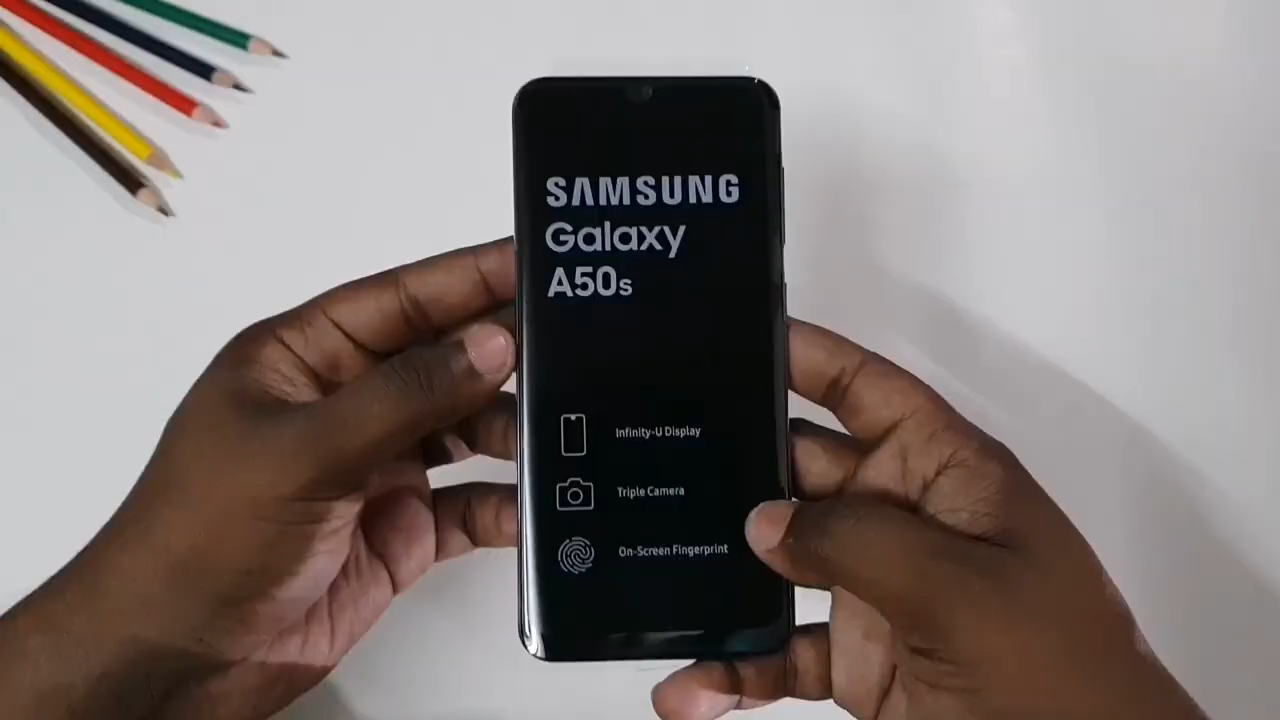 SAMSUNG
Galaxy
A50s
Infinity-U Display
Triple Camera
On-Screen Fingerprint